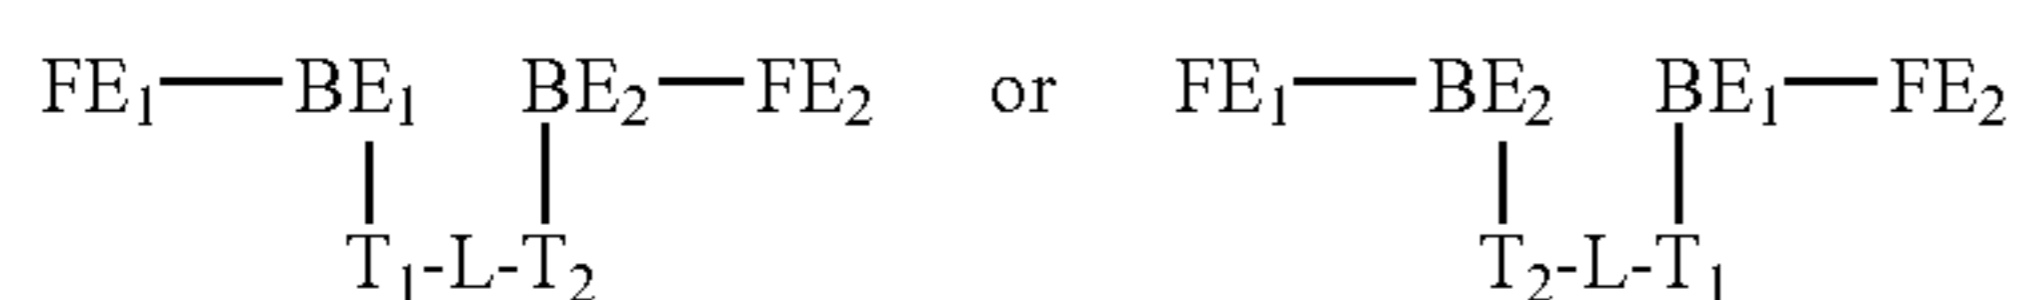 FE₁—BE₁ BE₂—FE₂ or FE₁—BE₂ BE₁—FE₂
T₁-L-T₂ T₂-L-T₁